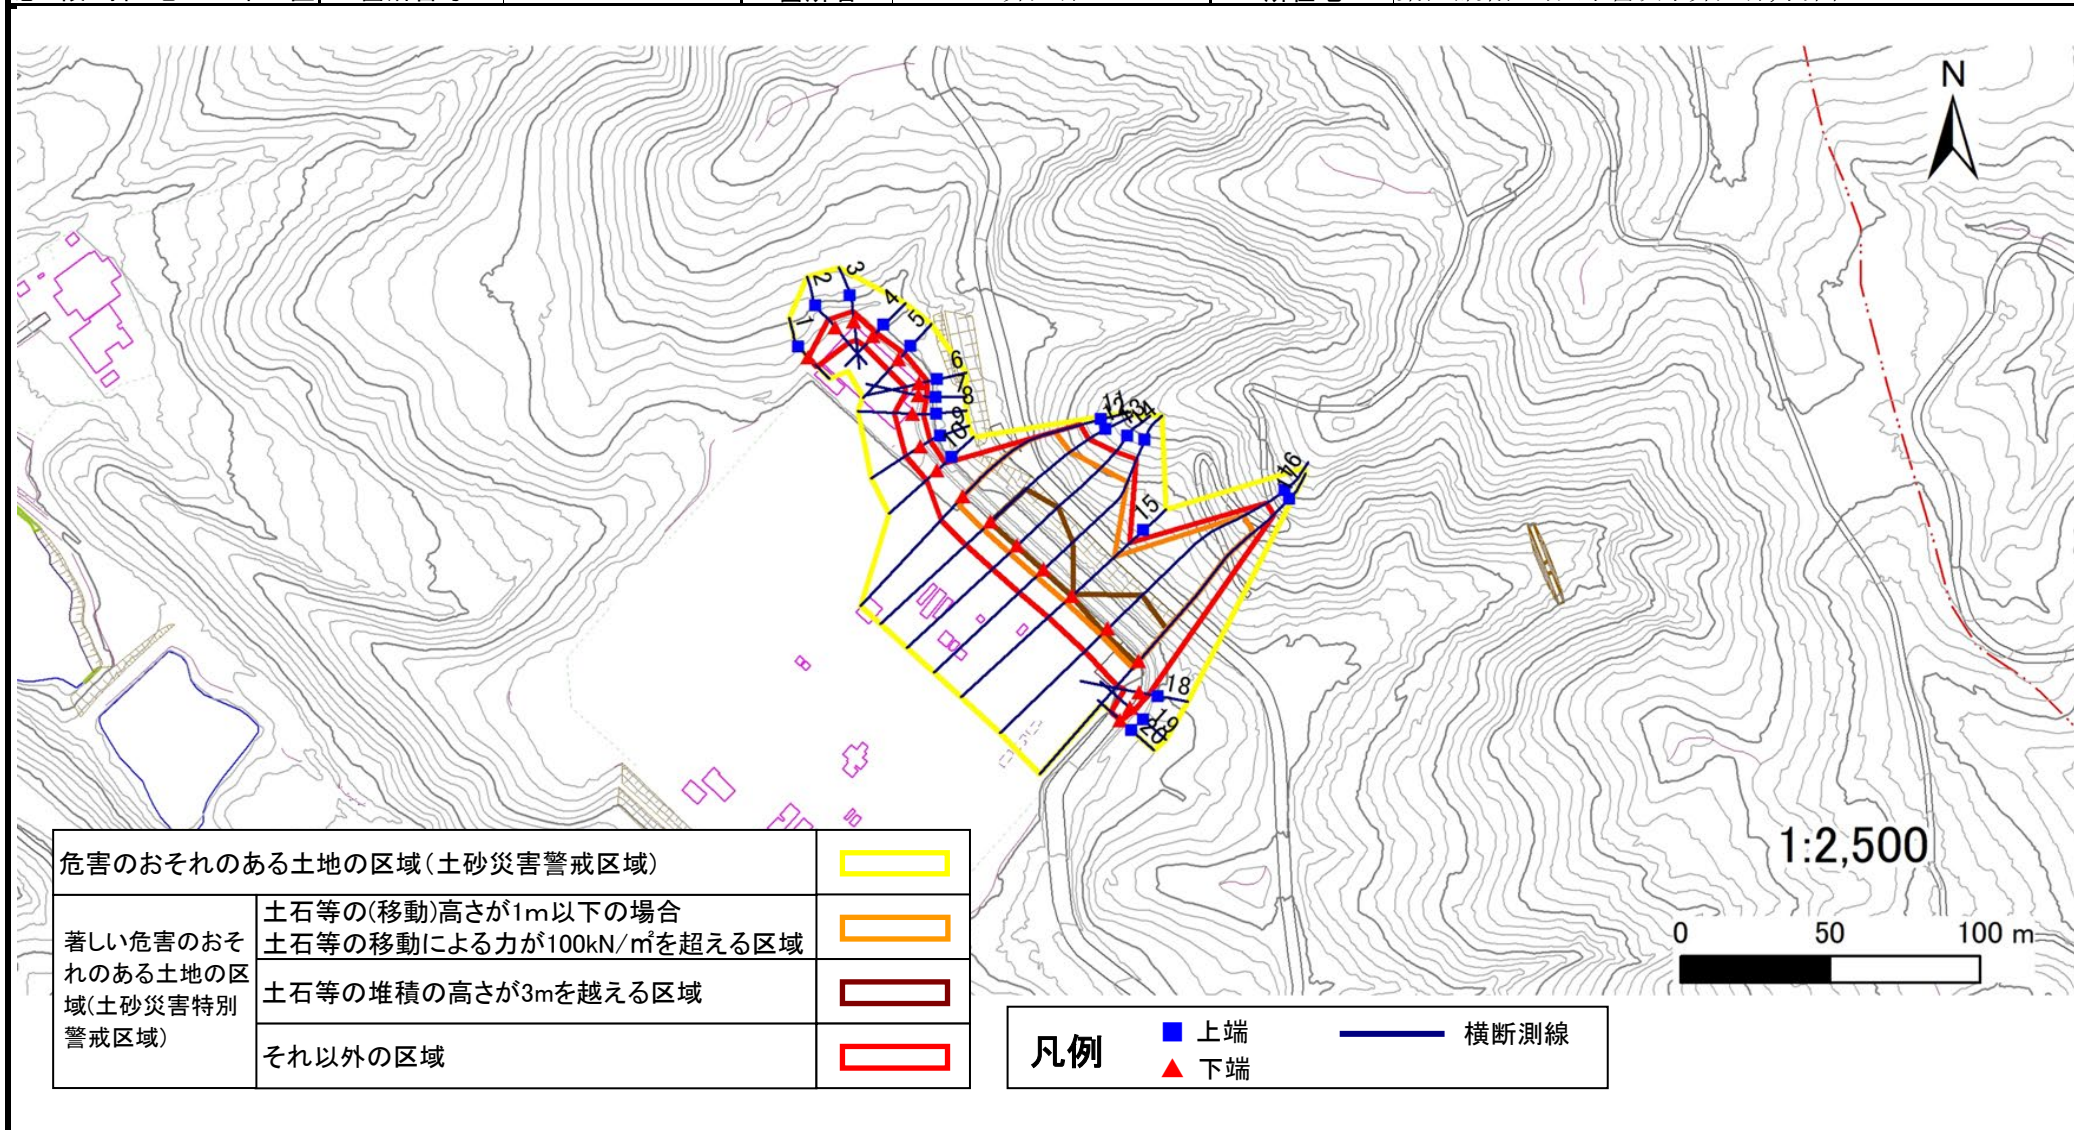 N
1
2
3
4
5
6
7
8
9
10
11
12
13
14
15
16
17
18
19
20
1:2,500
0 50 100 m
危害のおそれのある土地の区域(土砂災害警戒区域)
著しい危害のおそれのある土地の区域(土砂災害特別警戒区域)
土石等の(移動)高さが1m以下の場合
土石等の移動による力が100kN/㎡を超える区域
土石等の堆積の高さが3mを越える区域
それ以外の区域
凡例
上端
下端
横断測線